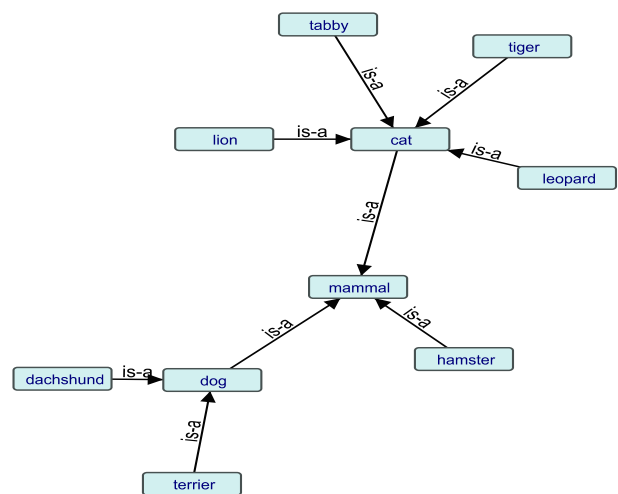 tabby
tiger
is-a
is-a
lion
is-a
cat
is-a
leopard
is-a
mammal
is-a
is-a
hamster
dachshund
is-a
dog
is-a
terrier